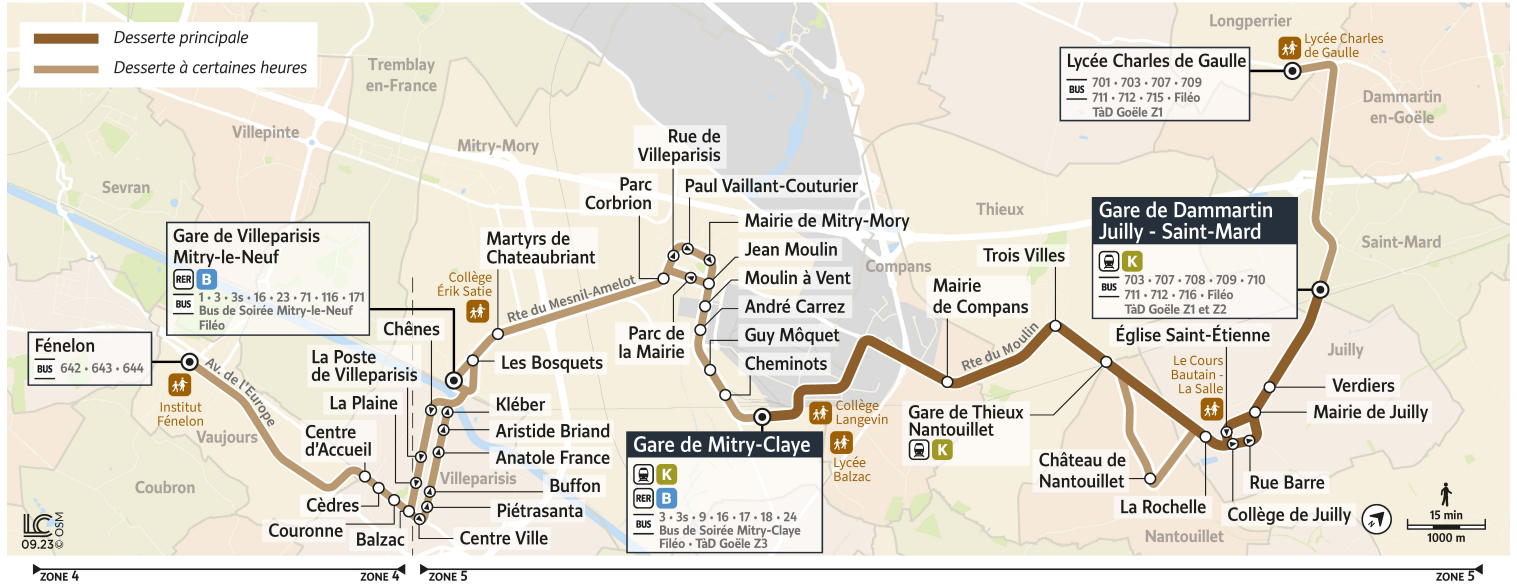 Desserte principale
Desserte à certaines heures
Tremblay
en-France
Villepinte
Mitry-Mory
Sevran
Longperrier
Lycée Charles
de Gaulle
Lycée Charles de Gaulle
BUS
701 • 703 • 707 • 709
711 • 712 • 715 • Filéo
TàD Goële Z1
Dammartin
en-Goële
Rue de
Villeparisis
Parc
Corbrion
Paul Vaillant-Couturier
Mairie de Mitry-Mory
Jean Moulin
Moulin à Vent
André Carrez
Guy Môquet
Cheminots
Parc de
la Mairie
Thieux
Compans
Saint-Mard
Gare de Dammartin
Juilly - Saint-Mard
K
703 • 707 • 708 • 709 • 710
BUS
711 • 712 • 716 • Filéo
TàD Goële Z1 et Z2
Gare de Villeparisis
Mitry-le-Neuf
RER B
BUS
1 • 3 • 3s • 16 • 23 • 71 • 116 • 171
Bus de Soirée Mitry-le-Neuf
Filéo
Martyrs de
Chateaubriant
Collège
Érik Satie
Rte du Mesnil-Amelot
Trois Villes
Mairie
de Compans
Rte du Moulin
Église Saint-Étienne
Juilly
Le Cours
Bautain -
La Salle
Verdiers
Mairie de Juilly
Fénelon
BUS
642 • 643 • 644
Institut
Fénelon
Av. de l'Europe
Vaujours
Chênes
La Poste
de Villeparisis
La Plaine
Les Bosquets
Kléber
Aristide Briand
Anatole France
Buffon
Piétrasanta
Centre Ville
Villeparisis
Centre
d'Accueil
Cèdres
Couronne
Balzac
Coubron
Gare de Mitry-Claye
K
RER B
BUS
3 • 3s • 9 • 16 • 17 • 18 • 24
Bus de Soirée Mitry-Claye
Filéo • TàD Goële Z3
Collège
Langevin
Lycée
Balzac
Gare de Thieux
Nantouillet
K
Château de
Nantouillet
La Rochelle
Rue Barre
Collège de Juilly
Nantouillet
15 min
1000 m
LC
09.23 © OSM
ZONE 4
ZONE 4
ZONE 5
ZONE 5